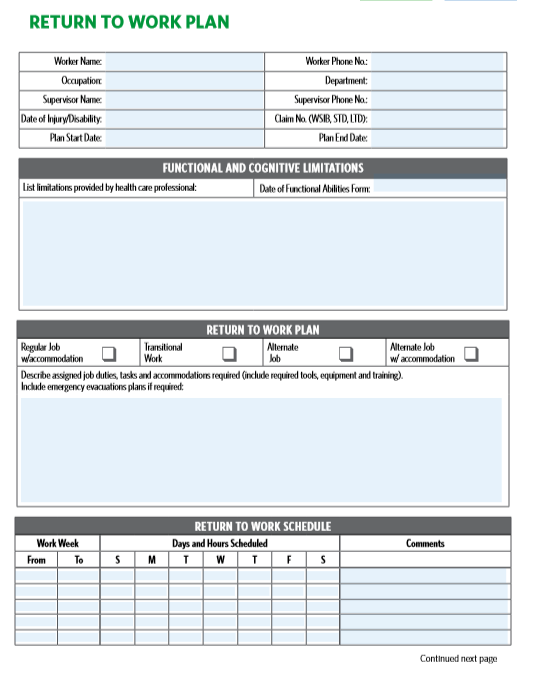 RETURN TO WORK PLAN
Worker Name: Worker Phone No.:
Occupation: Department:
Supervisor Name: Supervisor Phone No.:
Date of Injury/Disability: Claim No. (WSIB, STD, LTD):
Plan Start Date: Plan End Date:
FUNCTIONAL AND COGNITIVE LIMITATIONS
List limitations provided by health care professional: Date of Functional Abilities Form:
RETURN TO WORK PLAN
Regular Job w/accommodation Transitional Work Alternate Job Alternate Job w/ accommodation
Describe assigned job duties, tasks and accommodations required (include required tools, equipment and training).
Include emergency evacuations plans if required:
RETURN TO WORK SCHEDULE
Work Week Days and Hours Scheduled Comments
From To S M T W T F S
Continued next page